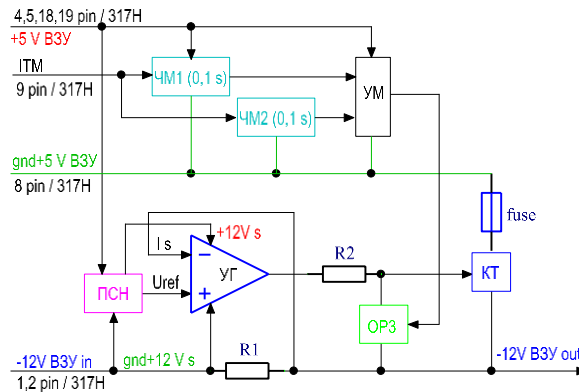 4,5,18,19 pin / 317H
+5 V ВЗУ
ITM
9 pin / 317H
ЧМ1 (0,1 s)
ЧМ2 (0,1 s)
УМ
gnd+5 V ВЗУ
8 pin / 317H
fuse
+12V s
I s
Uref
УГ
R2
КТ
ПСН
ОРЗ
-12V ВЗУ in
gnd+12 V s
R1
-12V ВЗУ out
1,2 pin / 317H